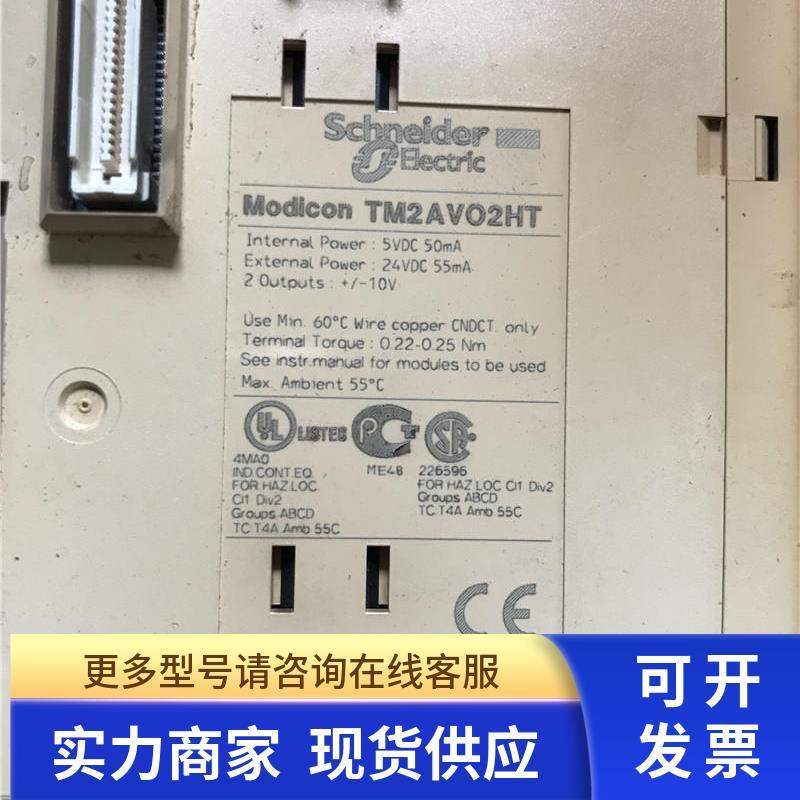 Schneider
Electric
Modicon TM2AVO2HT
Internal Power : 5VDC 50mA
External Power : 24VDC 55mA
2 Outputs : +/-10V
Use Min. 60°C Wire copper CNDCT. only
Terminal Torque : 0.22-0.25 Nm
See instr.manual for modules to be used
Max. Ambient 55°C
UL LISTED
4MA0
IND.CONT.EQ.
FOR HAZ LOC.
Cl1 Div2
Groups ABCD
TC T4A Amb 55C
PCT
ME48
SA
226596
FOR HAZ LOC Cl1 Div2
Groups ABCD
TC T4A Amb 55C
CE
更多型号请咨询在线客服
实力商家 现货供应
可开
发票